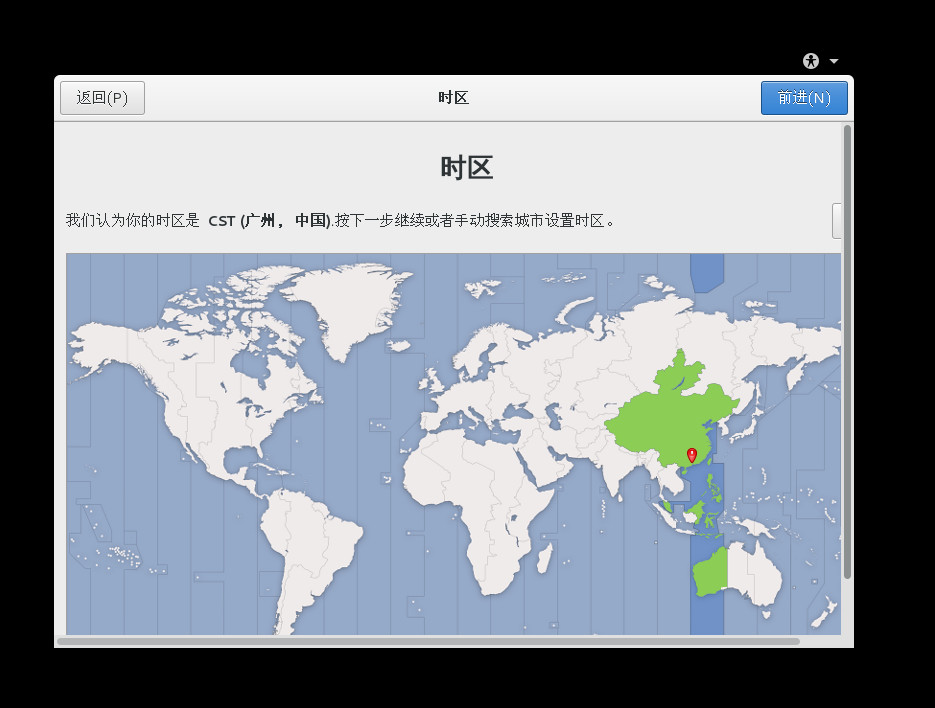 返回(P)
时区
前进(N)
时区
我们认为你的时区是 CST (广州， 中国).按下一步继续或者手动搜索城市设置时区。